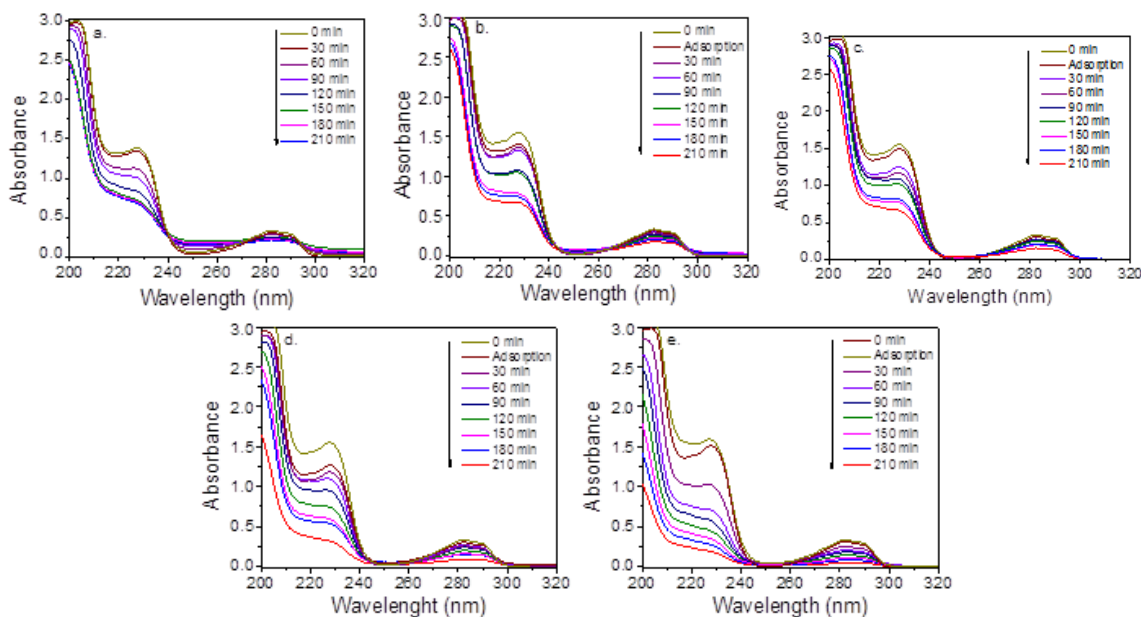 a.
3.0
2.5
2.0
1.5
1.0
0.5
0.0
Absorbance
200 220 240 260 280 300 320
Wavelength (nm)
0 min
30 min
60 min
90 min
120 min
150 min
180 min
210 min
b.
3.0
2.5
2.0
1.5
1.0
0.5
0.0
Absorbance
200 220 240 260 280 300 320
Wavelength (nm)
0 min
Adsorption
30 min
60 min
90 min
120 min
150 min
180 min
210 min
c.
3.0
2.5
2.0
1.5
1.0
0.5
0.0
Absorbance
200 220 240 260 280 300 320
Wavelength (nm)
0 min
Adsorption
30 min
60 min
90 min
120 min
150 min
180 min
210 min
d.
3.0
2.5
2.0
1.5
1.0
0.5
0.0
Absorbance
200 220 240 260 280 300 320
Wavelenght (nm)
0 min
Adsorption
30 min
60 min
90 min
120 min
150 min
180 min
210 min
e.
3.0
2.5
2.0
1.5
1.0
0.5
0.0
Absorbance
200 220 240 260 280 300 320
Wavelenght (nm)
0 min
Adsorption
30 min
60 min
90 min
120 min
150 min
180 min
210 min